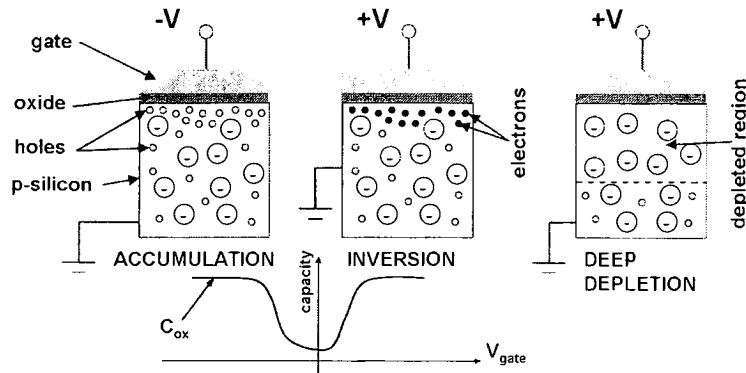 -V
+V
+V
gate
oxide
holes
p-silicon
electrons
depleted region
ACCUMULATION
INVERSION
DEEP
DEPLETION
capacity
Cox
Vgate